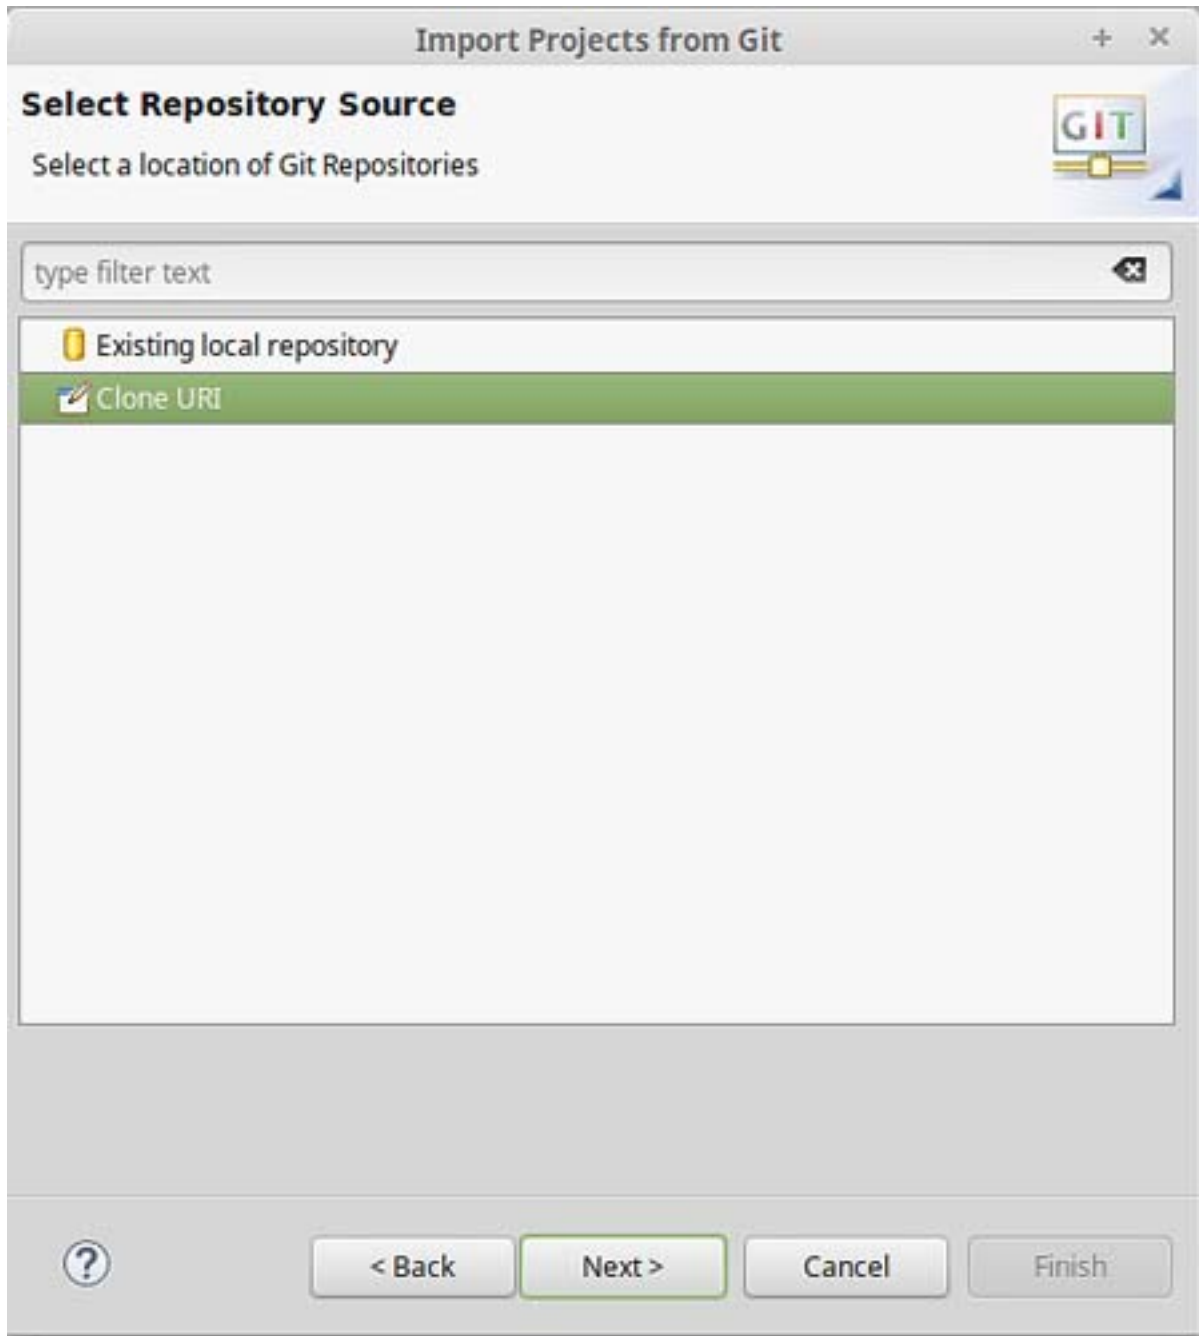 Import Projects from Git
Select Repository Source
Select a location of Git Repositories
GIT
type filter text
Existing local repository
Clone URI
< Back
Next >
Cancel
Finish